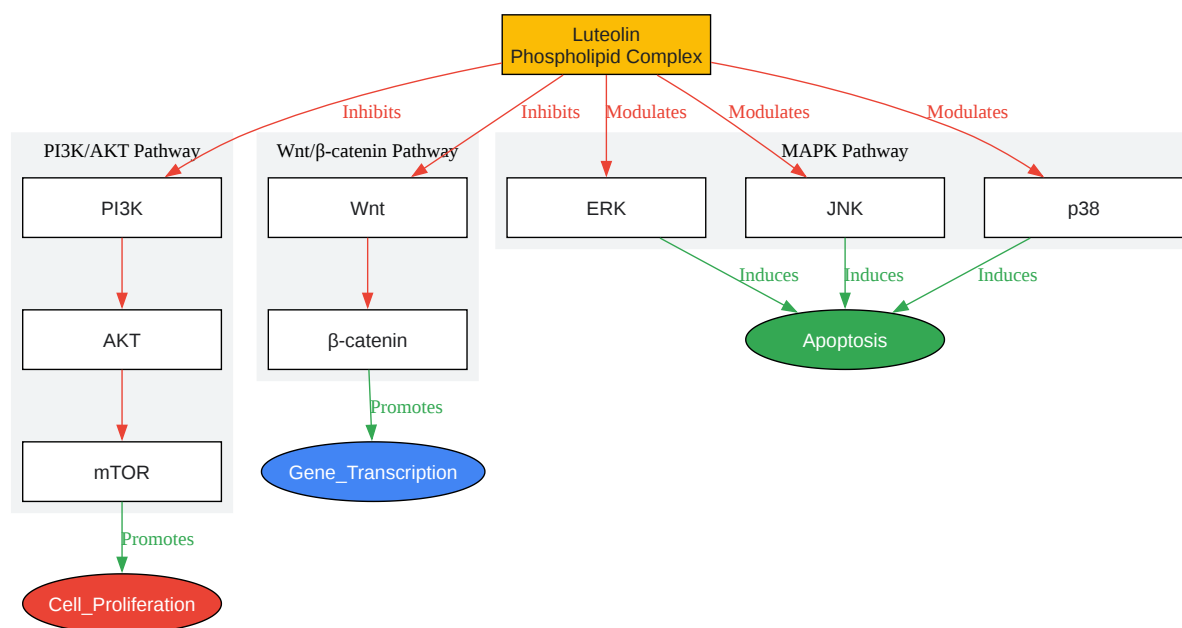 Luteolin
Phospholipid Complex
Inhibits
Inhibits
Modulates
Modulates
Modulates
PI3K/AKT Pathway
Wnt/β-catenin Pathway
MAPK Pathway
PI3K
Wnt
ERK
JNK
p38
Induces
Induces
Induces
AKT
β-catenin
Apoptosis
Promotes
mTOR
Gene_Transcription
Promotes
Cell_Proliferation